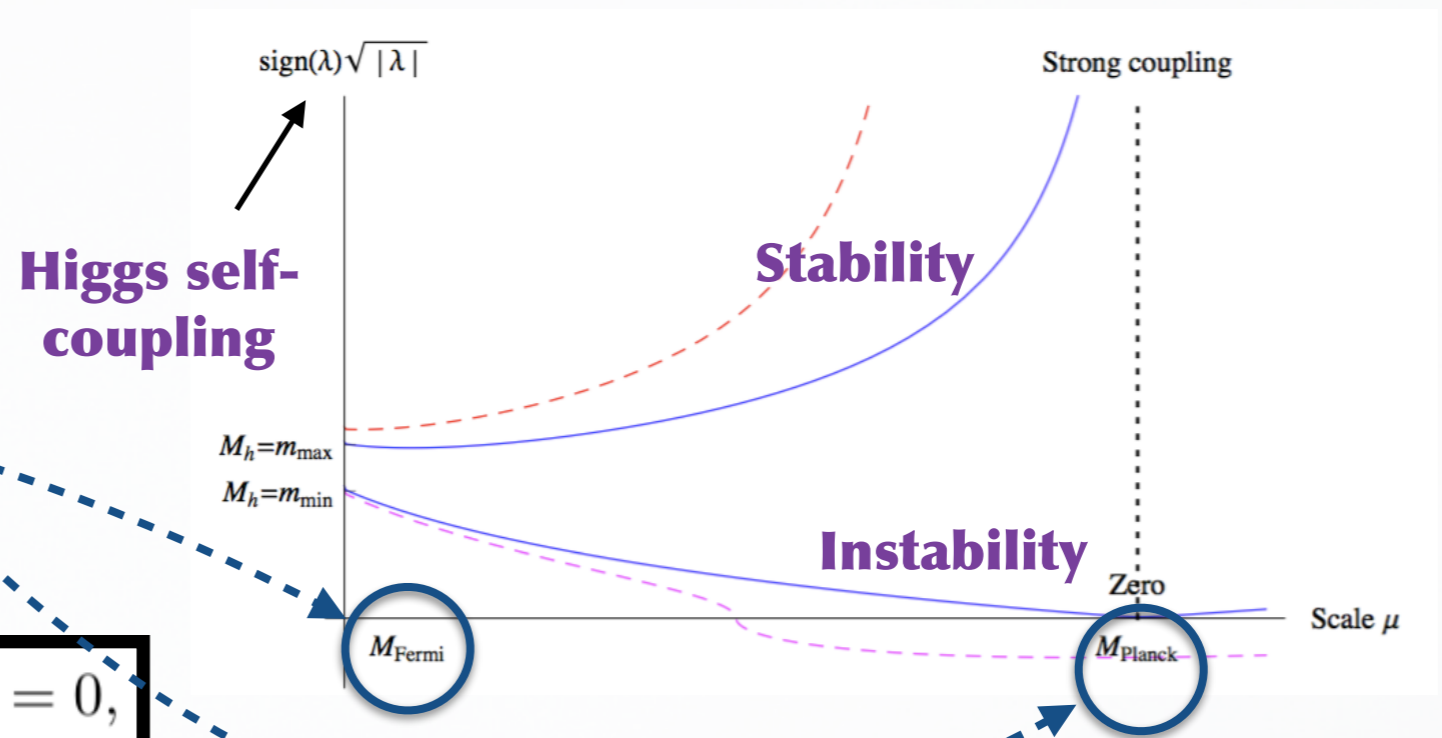 sign(λ)√|λ|
Strong coupling
Higgs self-
coupling
Stability
M_h=m_max
M_h=m_min
Instability
Zero
Scale μ
M_Fermi
M_Planck
= 0,